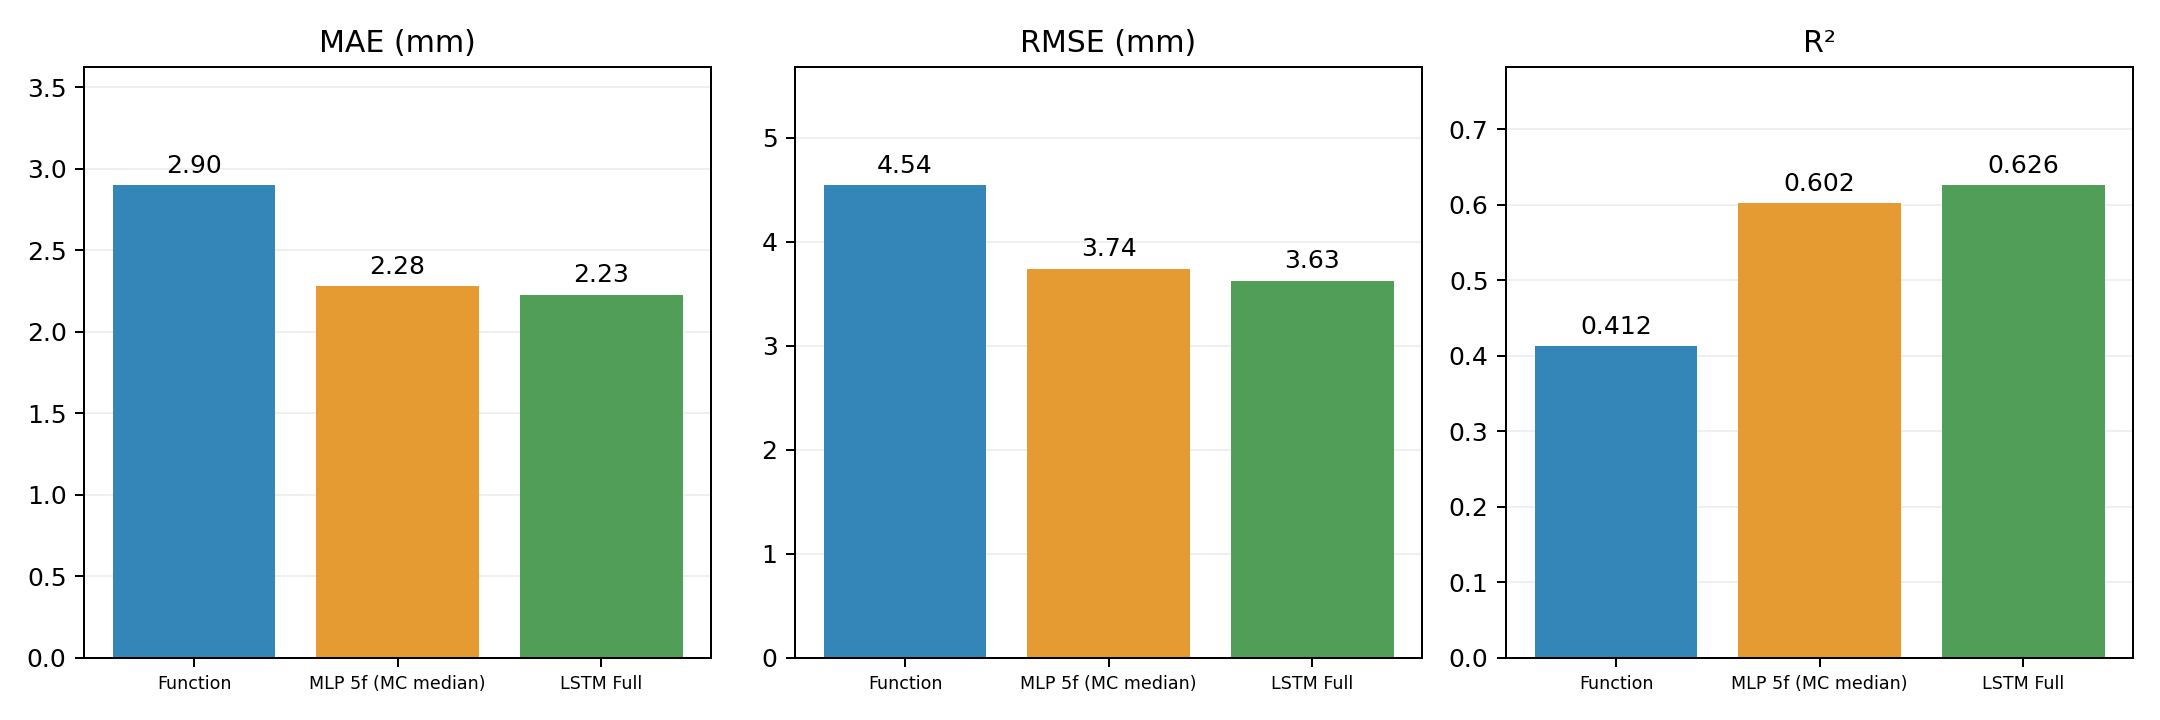 MAE (mm)
3.5
3.0
2.5
2.0
1.5
1.0
0.5
0.0
2.90
2.28
2.23
Function
MLP 5f (MC median)
LSTM Full
RMSE (mm)
5
4
3
2
1
0
4.54
3.74
3.63
Function
MLP 5f (MC median)
LSTM Full
R²
0.7
0.6
0.5
0.4
0.3
0.2
0.1
0.0
0.412
0.602
0.626
Function
MLP 5f (MC median)
LSTM Full